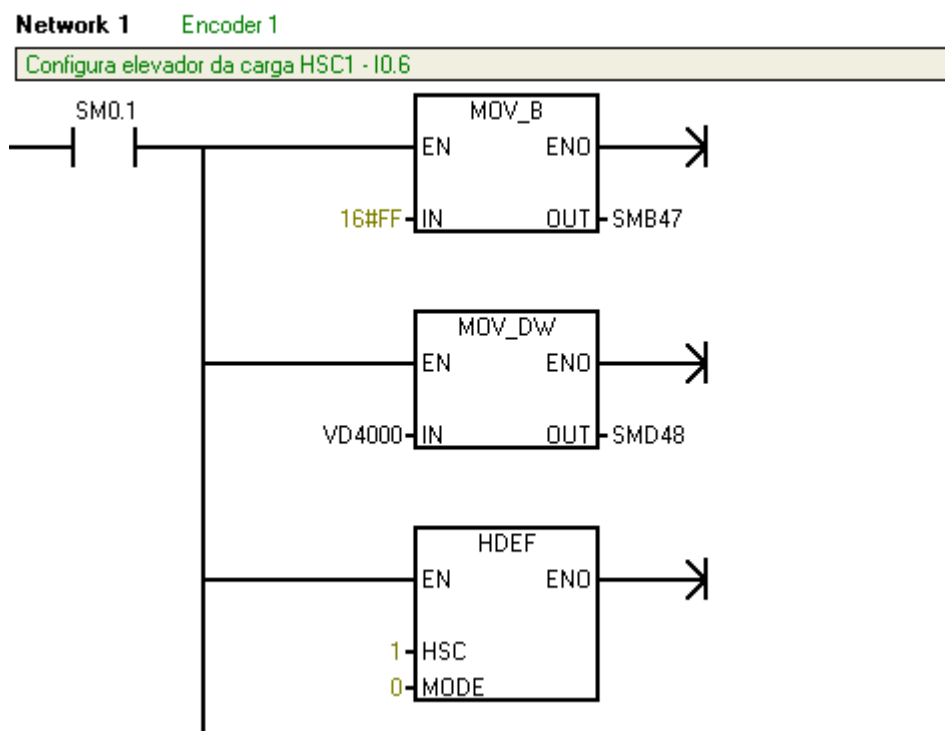 Network 1 Encoder 1
Configura elevador da carga HSC1 - I0.6
SM0.1
MOV_B
EN ENO
16#FF IN OUT SMB47
MOV_DW
EN ENO
VD4000 IN OUT SMD48
HDEF
EN ENO
1 HSC
0 MODE